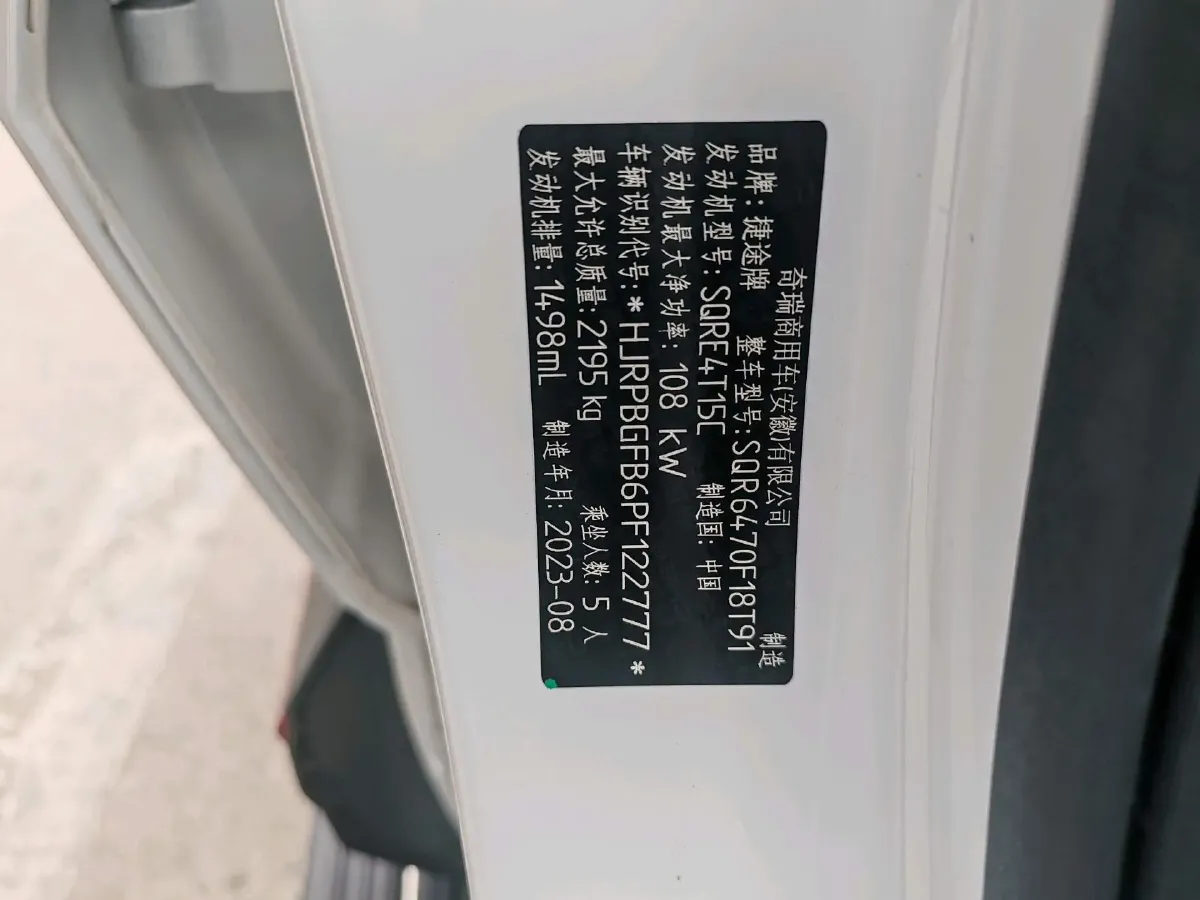 奇瑞商用车(安徽)有限公司 制造
品牌: 捷途牌 整车型号:SQR6470F18T91
发动机型号: SQRE4T15C 制造国: 中国
发动机最大净功率: 108 kW
车辆识别代号:*HJRPBGFB6PF122777*
最大允许总质量: 2195 kg 乘坐人数: 5 人
发动机排量: 1498mL 制造年月: 2023-08